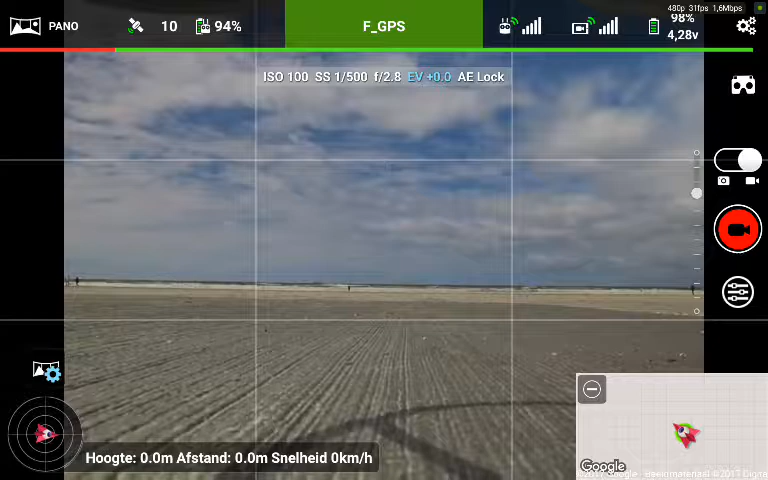 480p 31fps 1,6Mbps
PANO
10
94%
F_GPS
98%
4,28v
ISO 100 SS 1/500 f/2.8 EV +0.0 AE Lock
Hoogte: 0.0m Afstand: 0.0m Snelheid 0km/h
Google